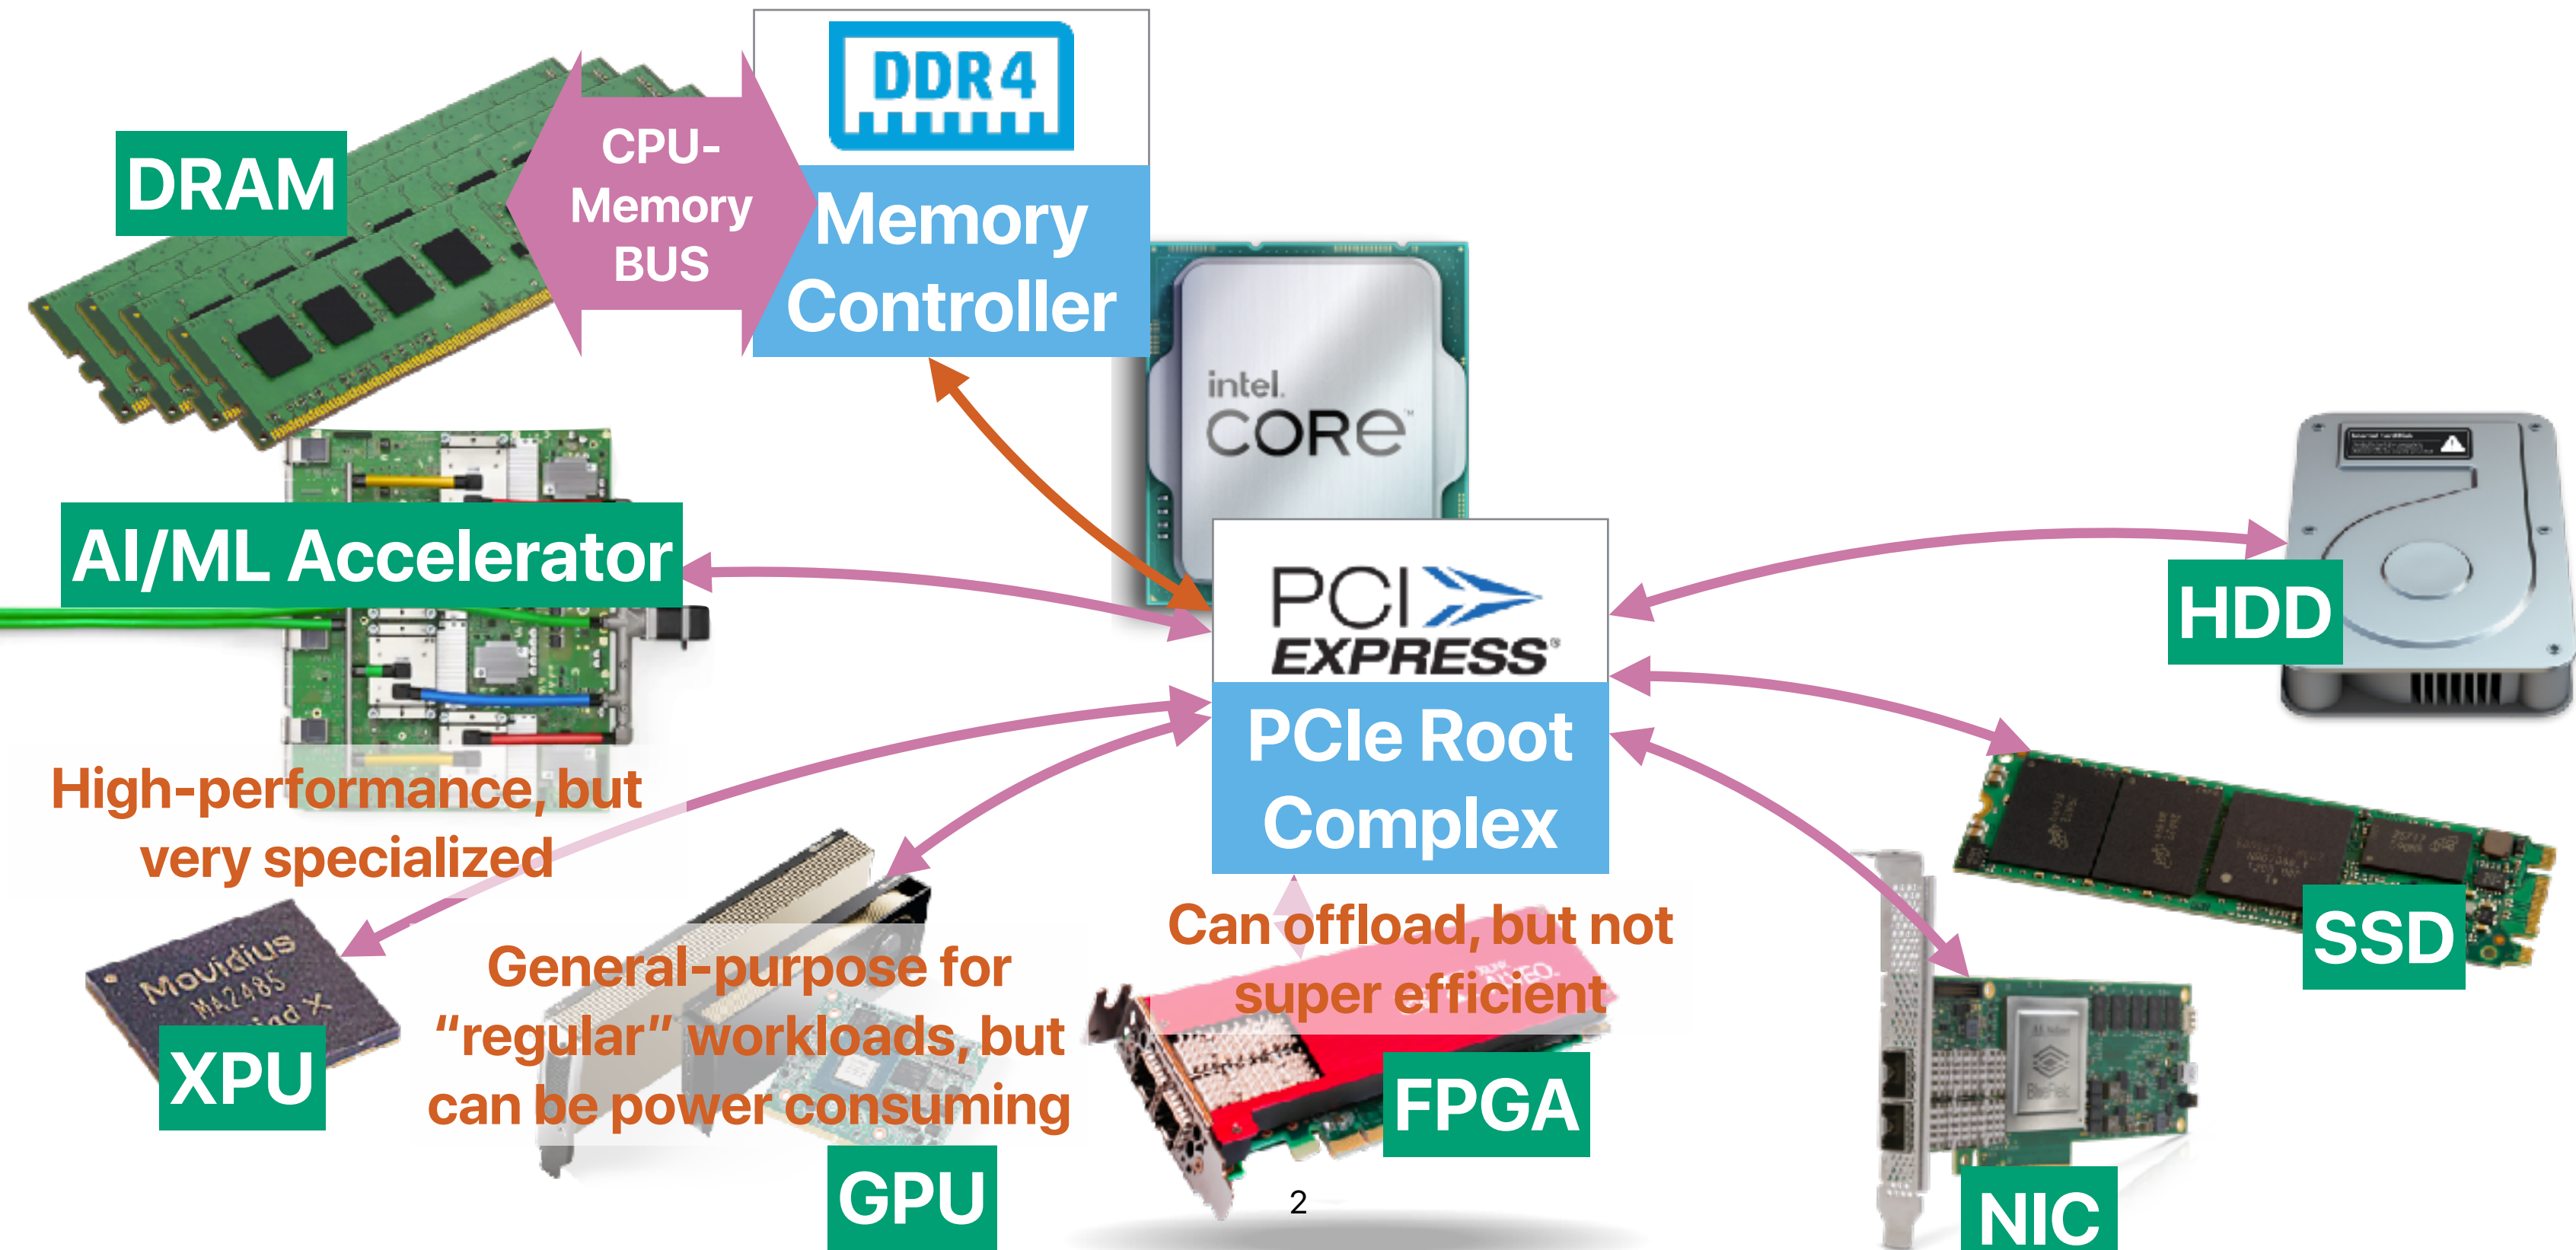 DDR4
DRAM
CPU-
Memory
BUS
Memory
Controller
intel.
CORE
AI/ML Accelerator
PCI
EXPRESS®
HDD
PCIe Root
Complex
High-performance, but
very specialized
Can offload, but not
super efficient
SSD
Movidius
MA2485
XPU
General-purpose for
“regular” workloads, but
can be power consuming
FPGA
GPU
2
NIC